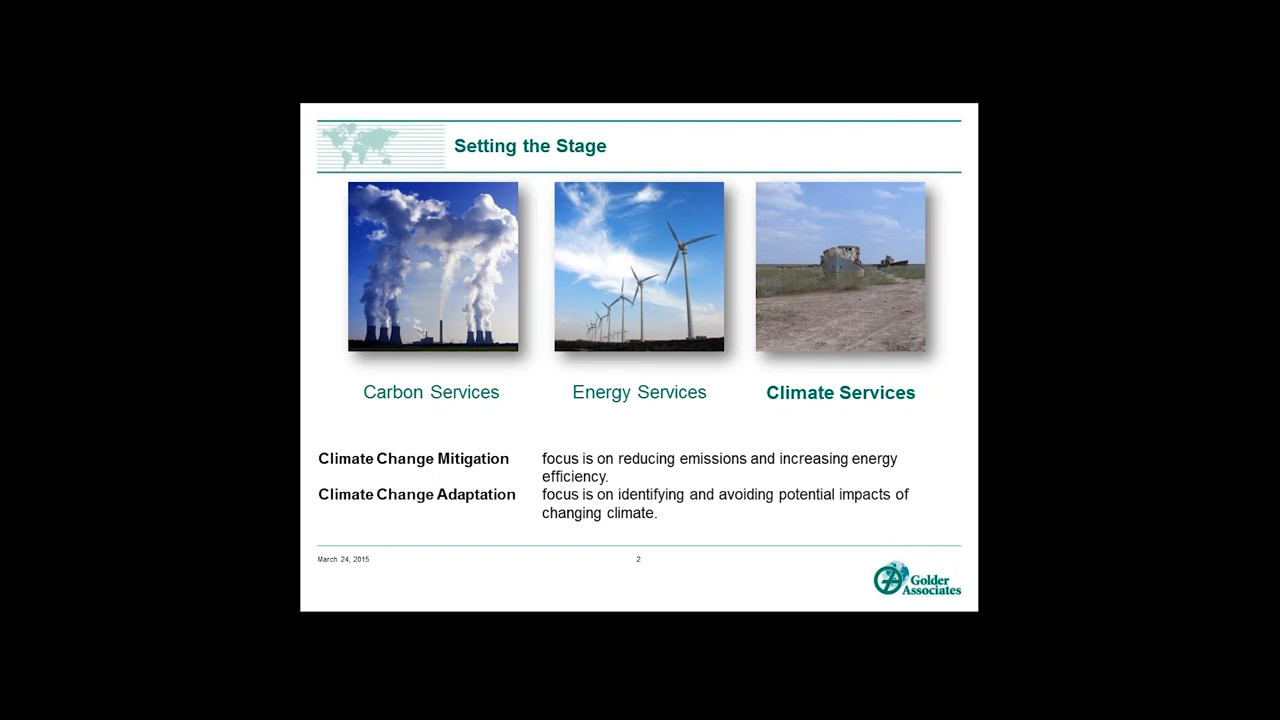 Setting the Stage
Carbon Services
Energy Services
Climate Services
Climate Change Mitigation focus is on reducing emissions and increasing energy
efficiency.
Climate Change Adaptation focus is on identifying and avoiding potential impacts of
changing climate.
March 24, 2015
2
Golder
Associates